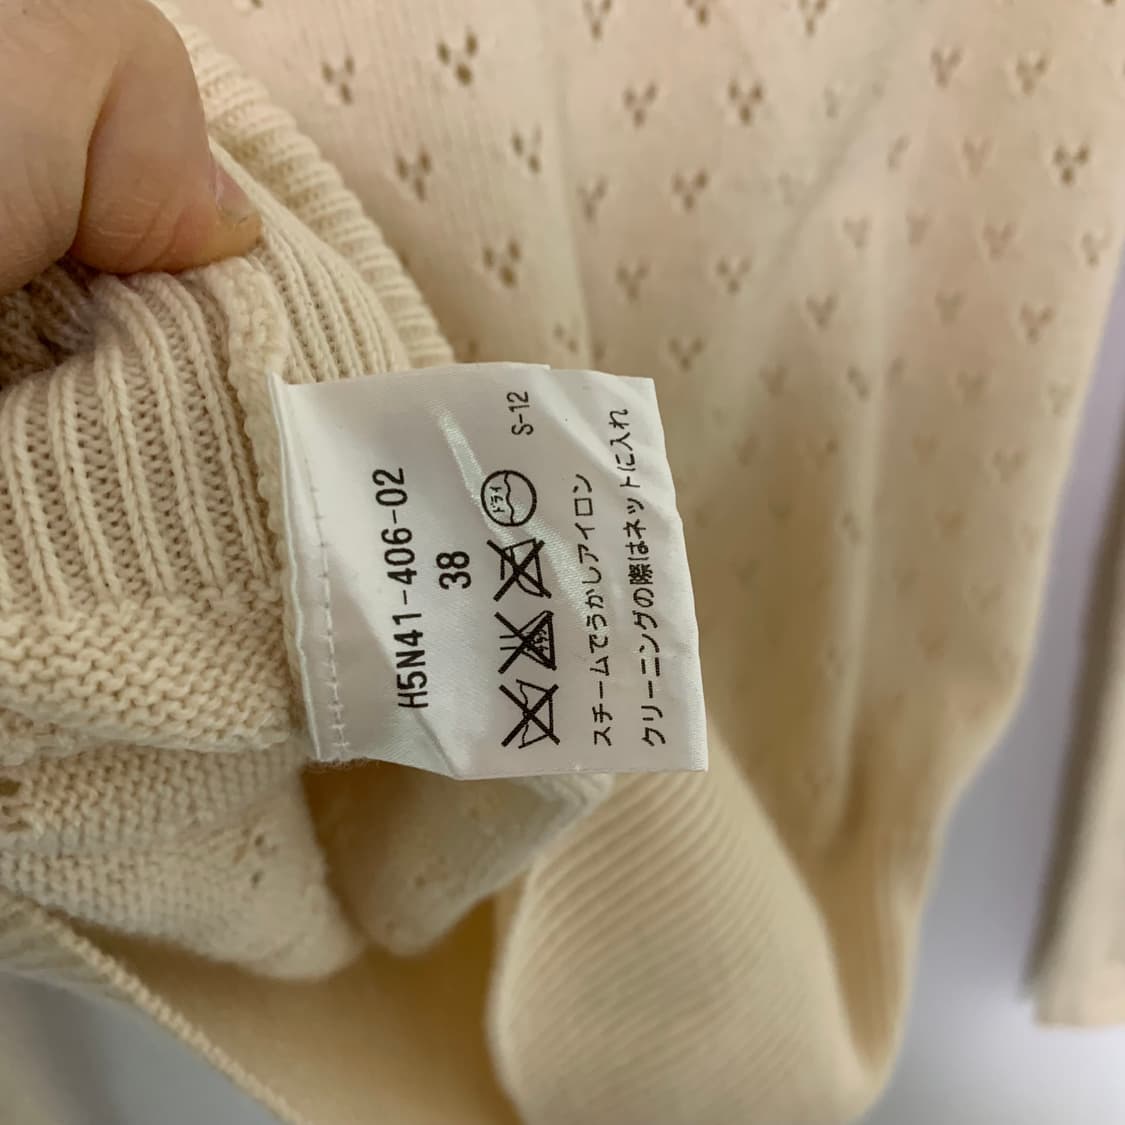 H5N41-406-02
38
ドライ
S-12
スチームでうかしアイロン
クリーニングの際はネットに入れ